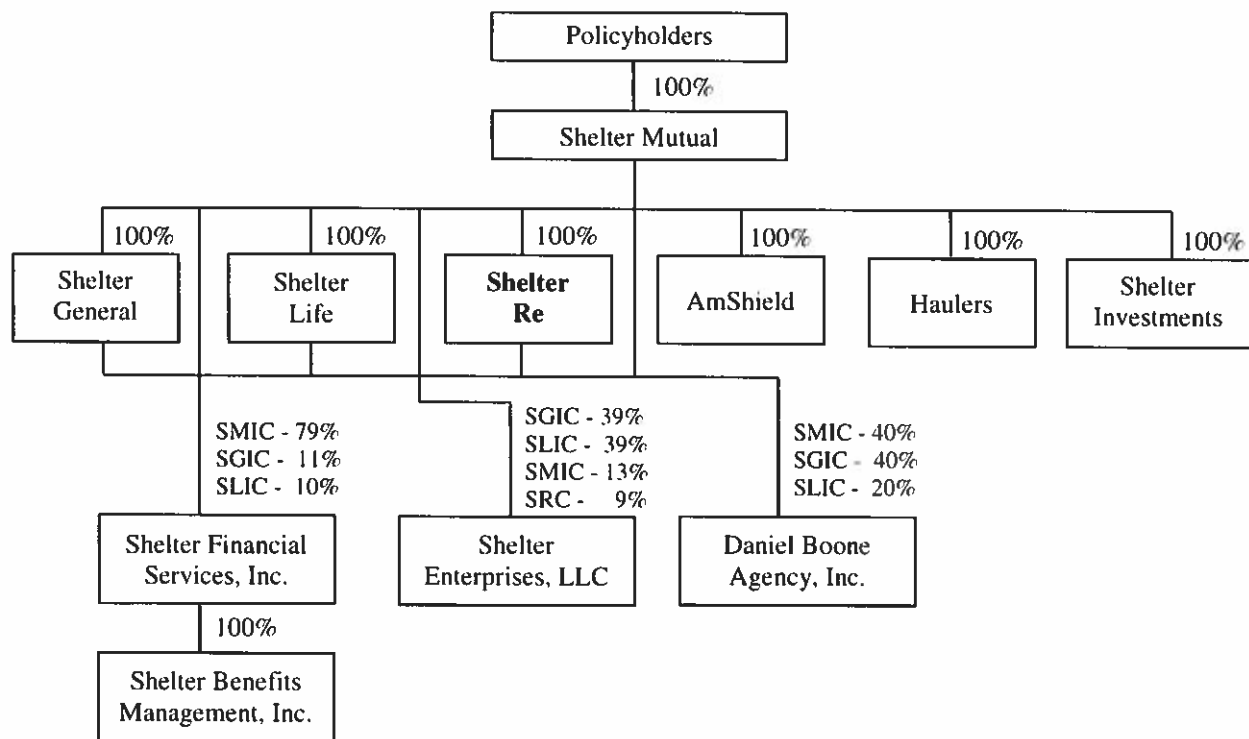 Policyholders
100%
Shelter Mutual
100%
100%
100%
100%
100%
100%
Shelter
General
Shelter
Life
Shelter
Re
AmShield
Haulers
Shelter
Investments
SMIC - 79%
SGIC - 11%
SLIC - 10%
SGIC - 39%
SLIC - 39%
SMIC - 13%
SRC - 9%
SMIC - 40%
SGIC - 40%
SLIC - 20%
Shelter Financial
Services, Inc.
Shelter
Enterprises, LLC
Daniel Boone
Agency, Inc.
100%
Shelter Benefits
Management, Inc.